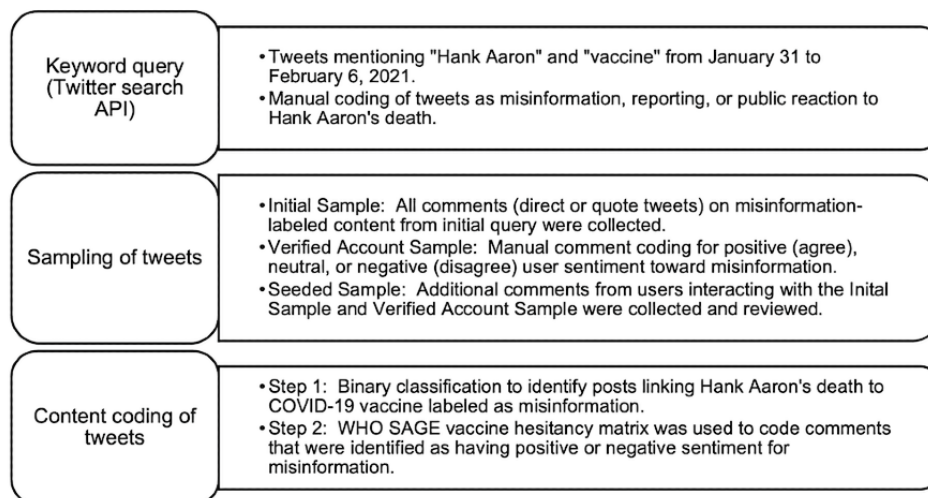 Keyword query
(Twitter search
API)
•Tweets mentioning "Hank Aaron" and "vaccine" from January 31 to
February 6, 2021.
•Manual coding of tweets as misinformation, reporting, or public reaction to
Hank Aaron's death.
Sampling of tweets
•Initial Sample: All comments (direct or quote tweets) on misinformation-
labeled content from initial query were collected.
•Verified Account Sample: Manual comment coding for positive (agree),
neutral, or negative (disagree) user sentiment toward misinformation.
•Seeded Sample: Additional comments from users interacting with the Inital
Sample and Verified Account Sample were collected and reviewed.
Content coding of
tweets
•Step 1: Binary classification to identify posts linking Hank Aaron's death to
COVID-19 vaccine labeled as misinformation.
•Step 2: WHO SAGE vaccine hesitancy matrix was used to code comments
that were identified as having positive or negative sentiment for
misinformation.